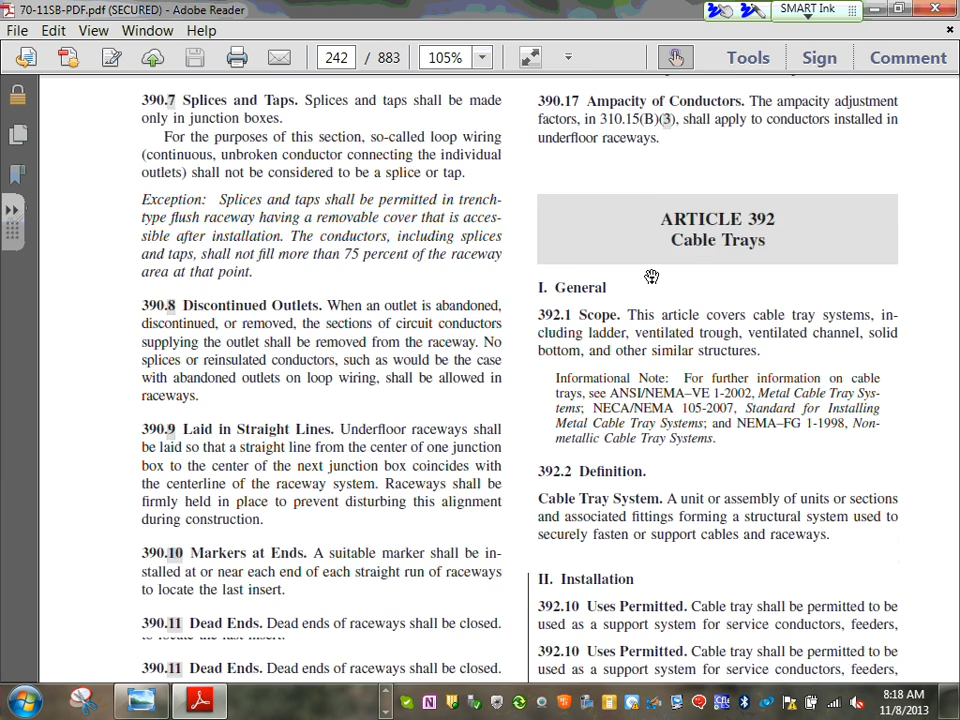 70-11SB-PDF.pdf (SECURED) - Adobe Reader
SMART Ink
File Edit View Window Help
242 / 883 105% Tools Sign Comment
390.7 Splices and Taps. Splices and taps shall be made
only in junction boxes.
For the purposes of this section, so-called loop wiring
(continuous, unbroken conductor connecting the individual
outlets) shall not be considered to be a splice or tap.
Exception: Splices and taps shall be permitted in trench-
type flush raceway having a removable cover that is acces-
sible after installation. The conductors, including splices
and taps, shall not fill more than 75 percent of the raceway
area at that point.
390.8 Discontinued Outlets. When an outlet is abandoned,
discontinued, or removed, the sections of circuit conductors
supplying the outlet shall be removed from the raceway. No
splices or reinsulated conductors, such as would be the case
with abandoned outlets on loop wiring, shall be allowed in
raceways.
390.9 Laid in Straight Lines. Underfloor raceways shall
be laid so that a straight line from the center of one junction
box to the center of the next junction box coincides with
the centerline of the raceway system. Raceways shall be
firmly held in place to prevent disturbing this alignment
during construction.
390.10 Markers at Ends. A suitable marker shall be in-
stalled at or near each end of each straight run of raceways
to locate the last insert.
390.11 Dead Ends. Dead ends of raceways shall be closed.
to locate the last insert.
390.11 Dead Ends. Dead ends of raceways shall be closed.
390.17 Ampacity of Conductors. The ampacity adjustment
factors, in 310.15(B)(3), shall apply to conductors installed in
underfloor raceways.
ARTICLE 392
Cable Trays
I. General
392.1 Scope. This article covers cable tray systems, in-
cluding ladder, ventilated trough, ventilated channel, solid
bottom, and other similar structures.
Informational Note: For further information on cable
trays, see ANSI/NEMA–VE 1-2002, Metal Cable Tray Sys-
tems; NECA/NEMA 105-2007, Standard for Installing
Metal Cable Tray Systems; and NEMA–FG 1-1998, Non-
metallic Cable Tray Systems.
392.2 Definition.
Cable Tray System. A unit or assembly of units or sections
and associated fittings forming a structural system used to
securely fasten or support cables and raceways.
II. Installation
392.10 Uses Permitted. Cable tray shall be permitted to be
used as a support system for service conductors, feeders,
392.10 Uses Permitted. Cable tray shall be permitted to be
used as a support system for service conductors, feeders,
8:18 AM
11/8/2013